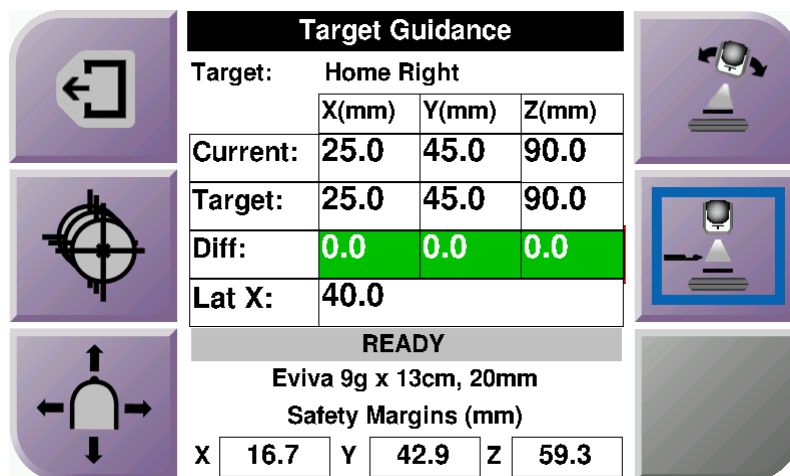 Target Guidance
Target: Home Right
X(mm) Y(mm) Z(mm)
Current: 25.0 45.0 90.0
Target: 25.0 45.0 90.0
Diff: 0.0 0.0 0.0
Lat X: 40.0
READY
Eviva 9g x 13cm, 20mm
Safety Margins (mm)
X 16.7 Y 42.9 Z 59.3